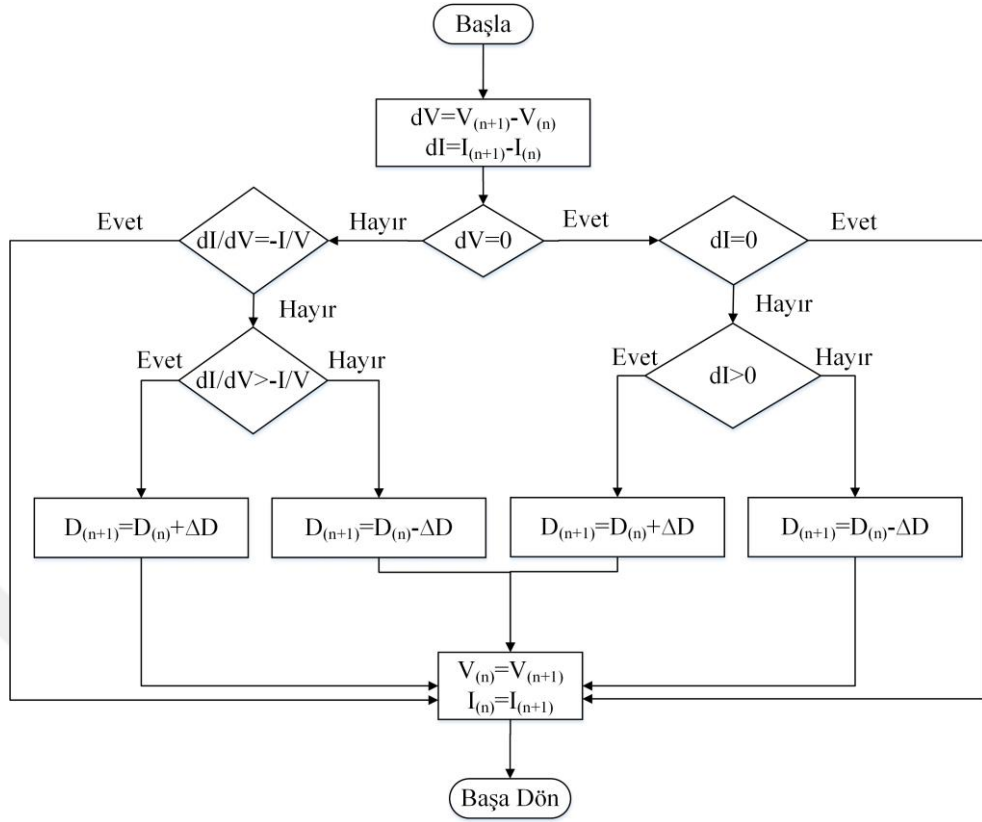 Başla
dV=V(n+1)-V(n)
dI=I(n+1)-I(n)
Evet
Hayır
Evet
Evet
dI/dV=-I/V
dV=0
dI=0
Hayır
Hayır
Evet
Hayır
Evet
Hayır
dI/dV>-I/V
dI>0
D(n+1)=D(n)+ΔD
D(n+1)=D(n)-ΔD
D(n+1)=D(n)+ΔD
D(n+1)=D(n)-ΔD
V(n)=V(n+1)
I(n)=I(n+1)
Başa Dön